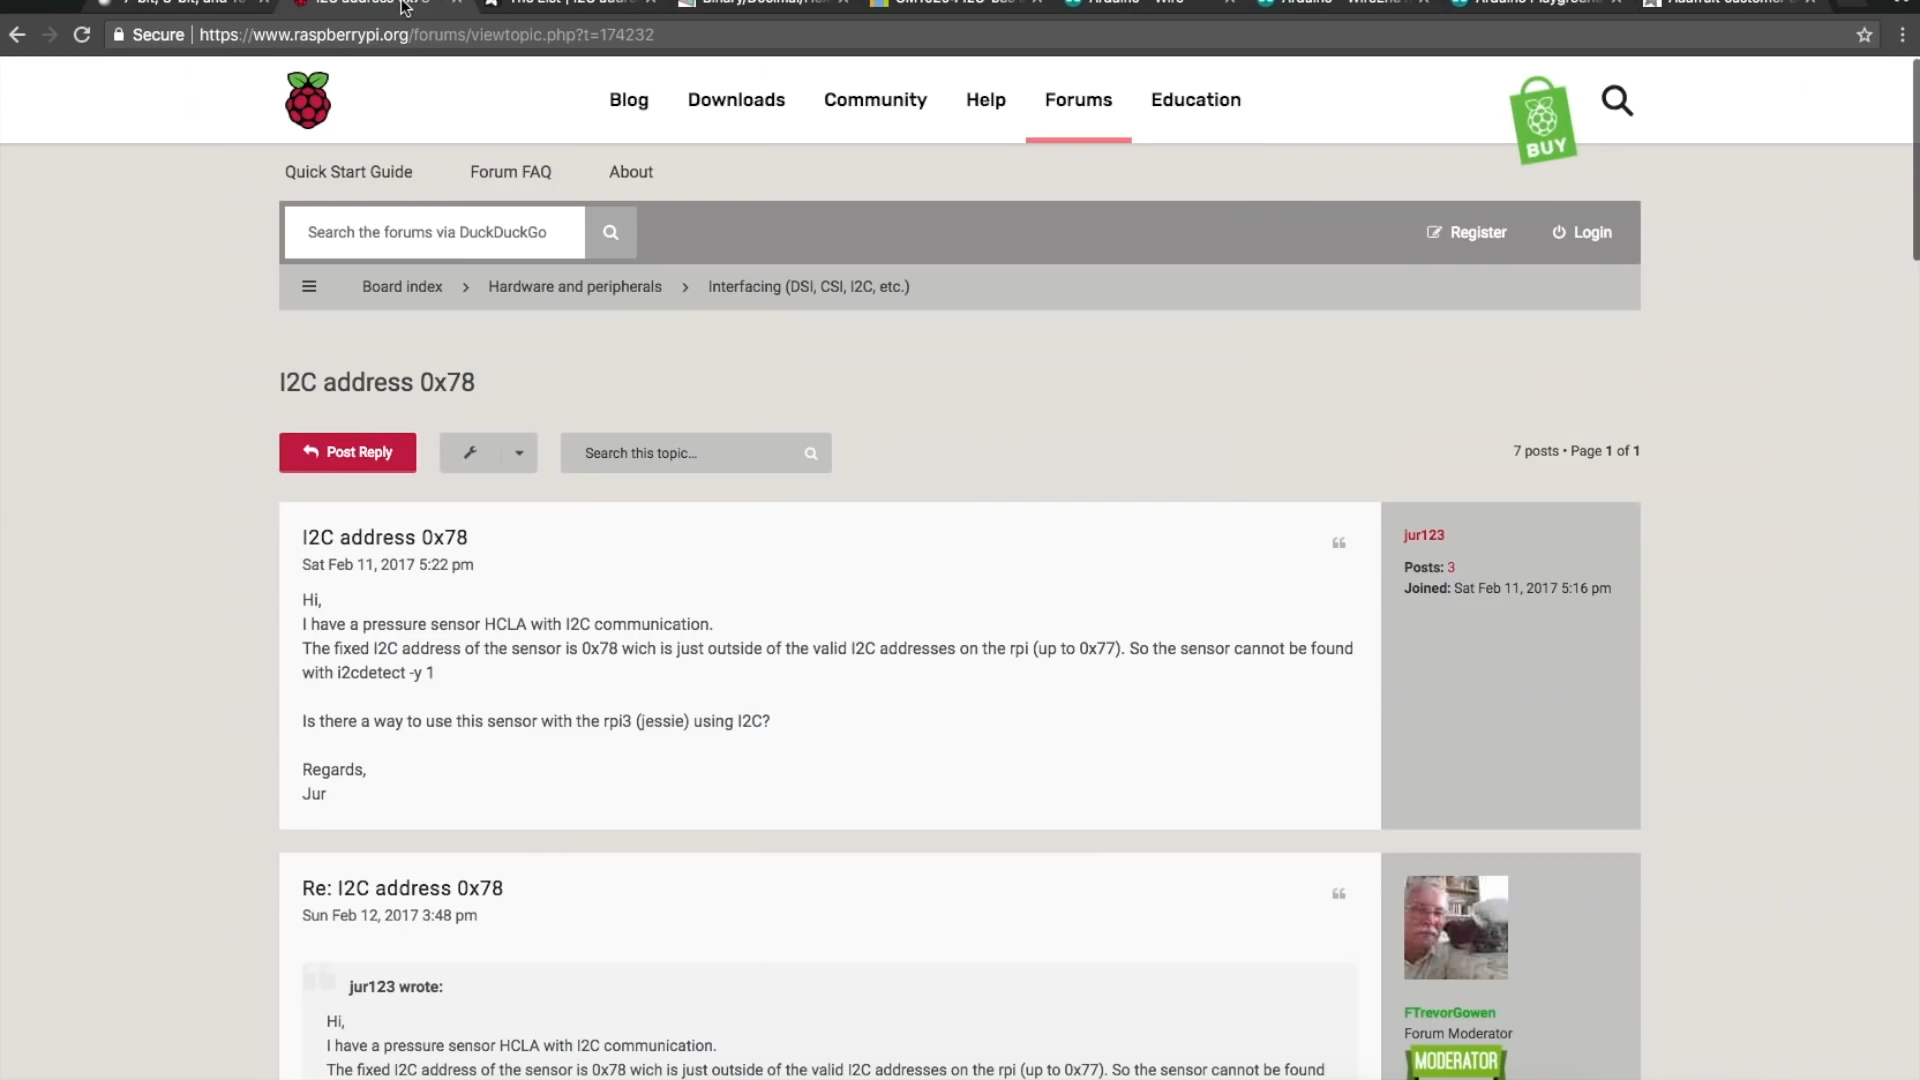 Secure https://www.raspberrypi.org/forums/viewtopic.php?t=174232
Blog Downloads Community Help Forums Education
BUY
Quick Start Guide Forum FAQ About
Search the forums via DuckDuckGo
Register Login
Board index > Hardware and peripherals > Interfacing (DSI, CSI, I2C, etc.)
I2C address 0x78
Post Reply
Search this topic...
7 posts • Page 1 of 1
I2C address 0x78
Sat Feb 11, 2017 5:22 pm
Hi,
I have a pressure sensor HCLA with I2C communication.
The fixed I2C address of the sensor is 0x78 wich is just outside of the valid I2C addresses on the rpi (up to 0x77). So the sensor cannot be found
with i2cdetect -y 1
Is there a way to use this sensor with the rpi3 (jessie) using I2C?
Regards,
Jur
jur123
Posts: 3
Joined: Sat Feb 11, 2017 5:16 pm
Re: I2C address 0x78
Sun Feb 12, 2017 3:48 pm
jur123 wrote:
Hi,
I have a pressure sensor HCLA with I2C communication.
The fixed I2C address of the sensor is 0x78 wich is just outside of the valid I2C addresses on the rpi (up to 0x77). So the sensor cannot be found
FTrevorGowen
Forum Moderator
MODERATOR